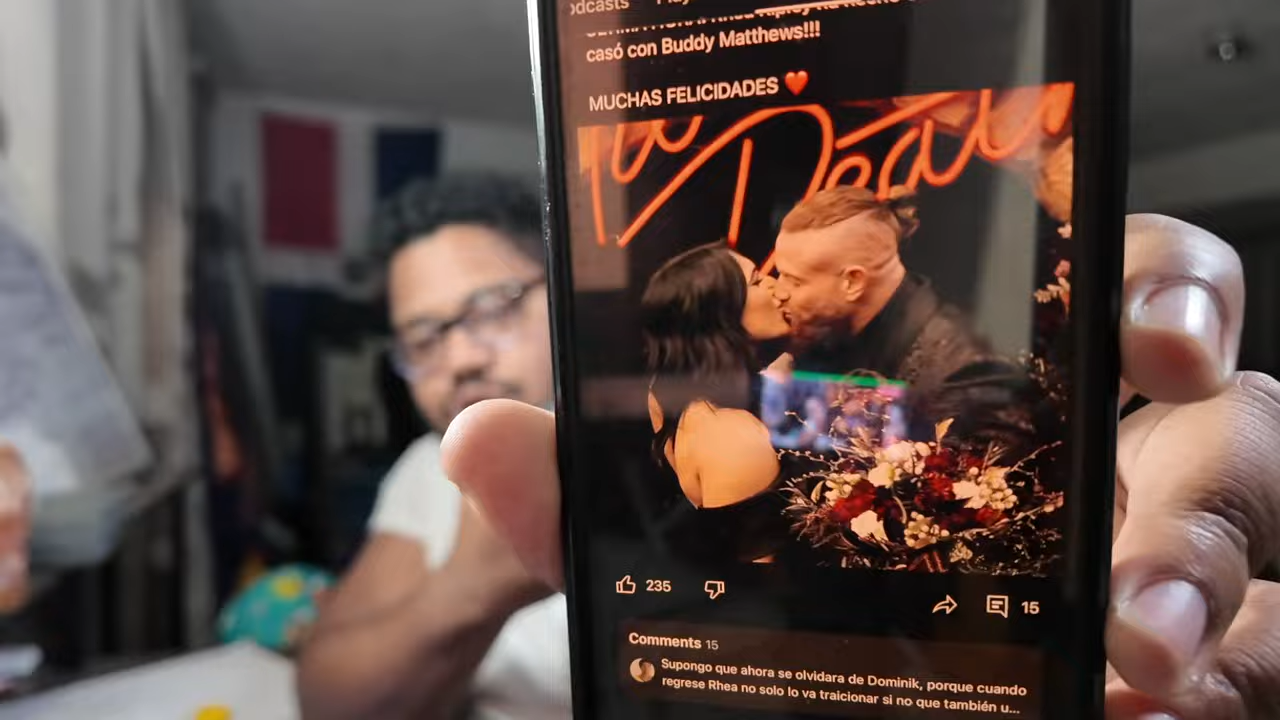 casó con Buddy Matthews!!!
MUCHAS FELICIDADES ❤️
Death
235
15
Comments 15
Supongo que ahora se olvidara de Dominik, porque cuando
regrese Rhea no solo lo va traicionar si no que también u...